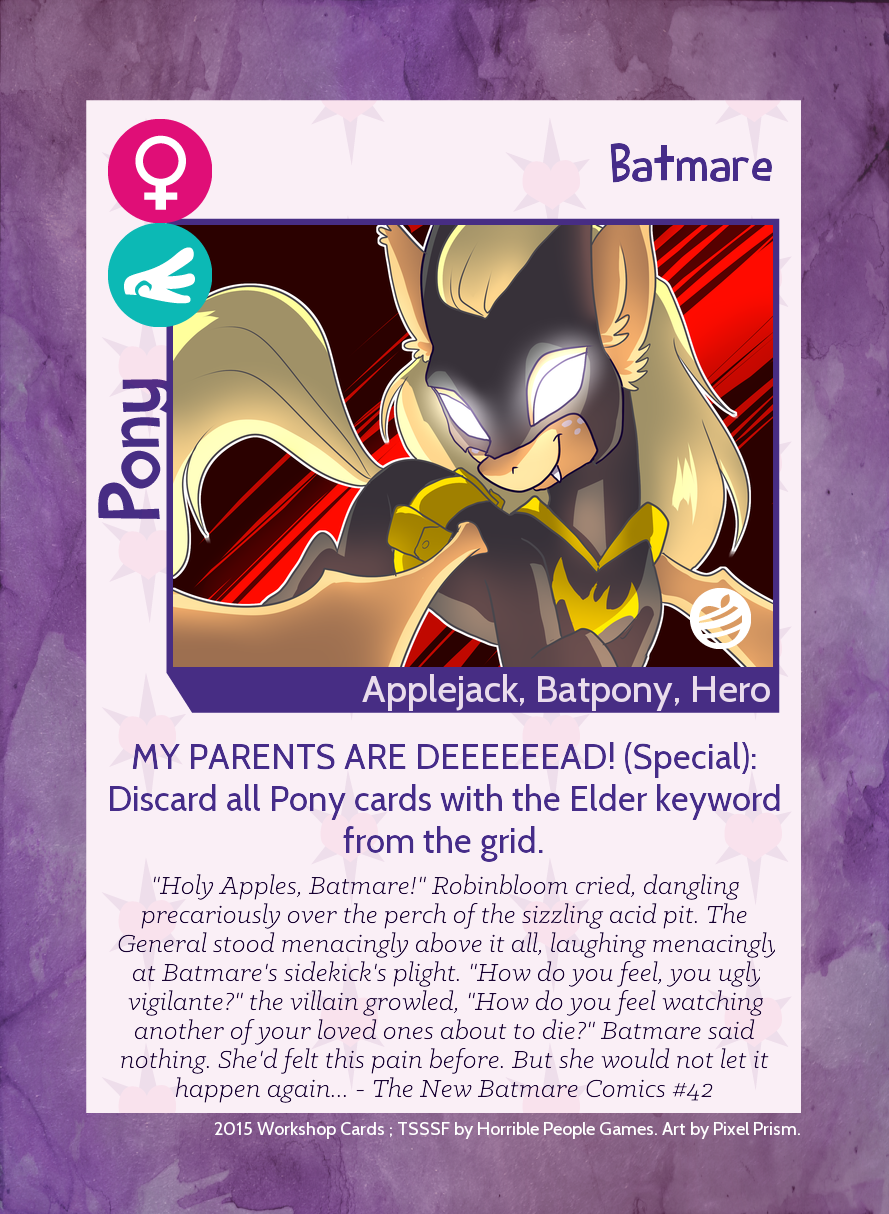 Batmare
Pony
Applejack, Batpony, Hero
MY PARENTS ARE DEEEEEEAD! (Special):
Discard all Pony cards with the Elder keyword
from the grid.
"Holy Apples, Batmare!" Robinbloom cried, dangling
precariously over the perch of the sizzling acid pit. The
General stood menacingly above it all, laughing menacingly
at Batmare's sidekick's plight. "How do you feel, you ugly
vigilante?" the villain growled, "How do you feel watching
another of your loved ones about to die?" Batmare said
nothing. She'd felt this pain before. But she would not let it
happen again... - The New Batmare Comics #42
2015 Workshop Cards ; TSSSF by Horrible People Games. Art by Pixel Prism.